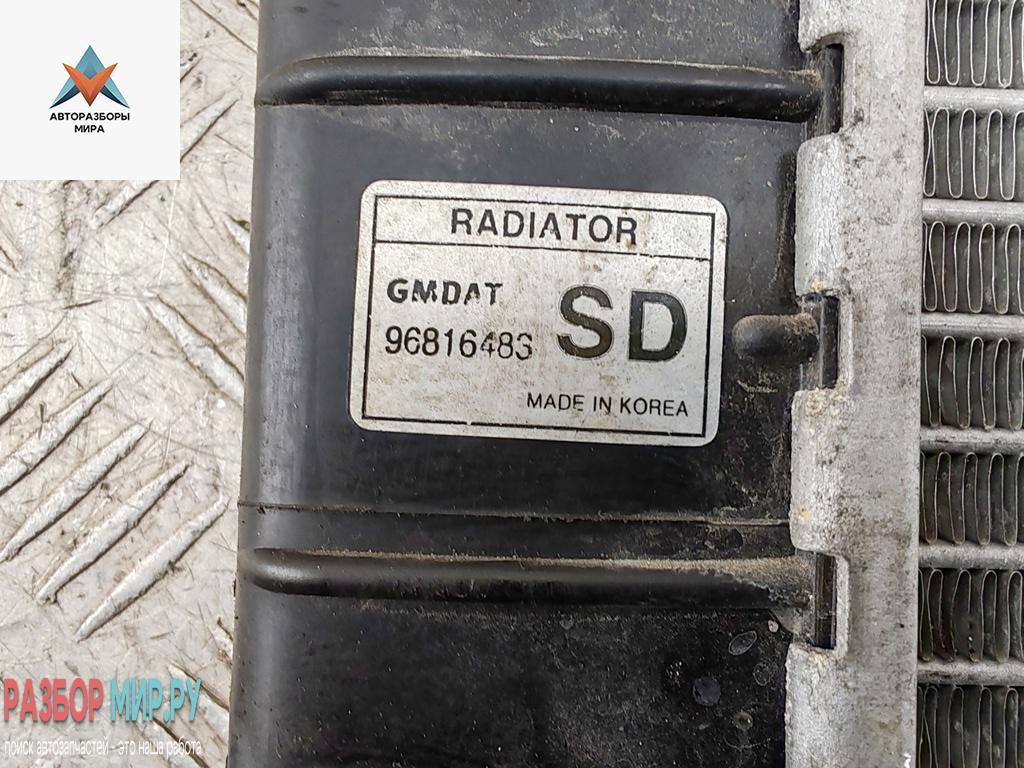 АВТОРАЗБОРЫ
МИРА
RADIATOR
GMDAT
SD
96816483
MADE IN KOREA
РАЗБОР МИР.РУ
поиск автозапчастей - это наша работа